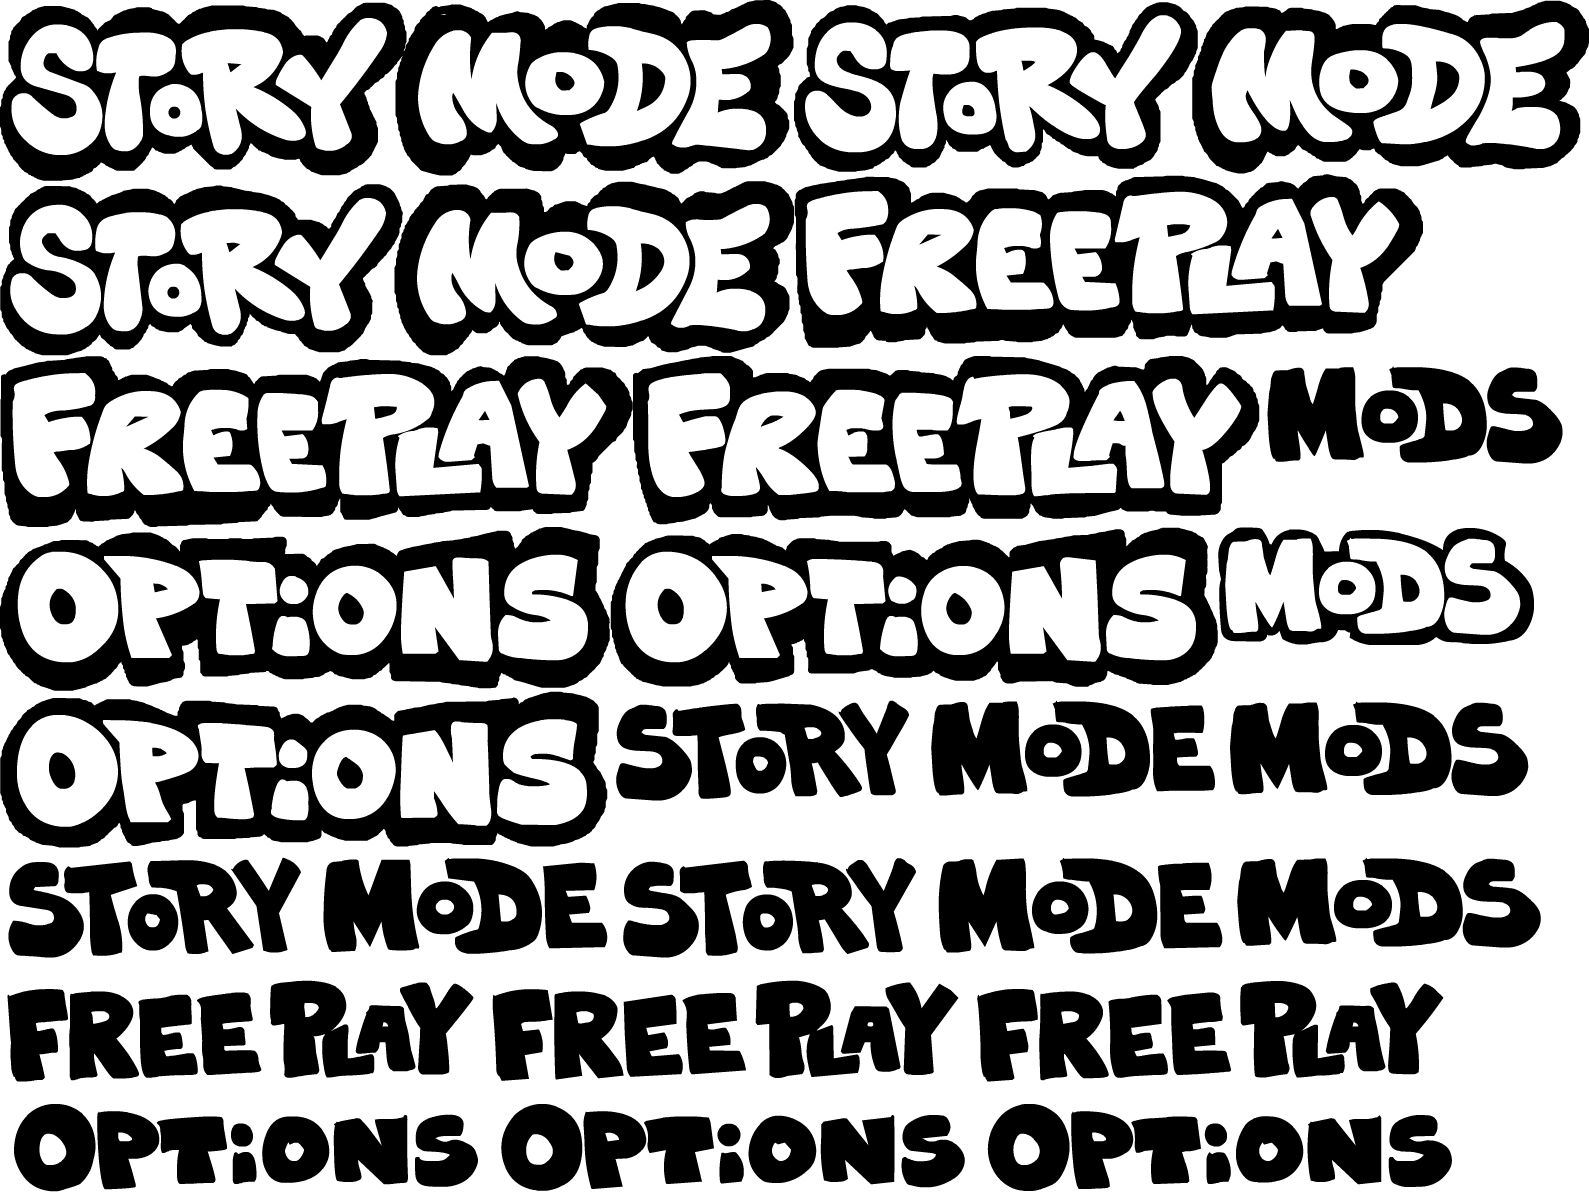 STORY MODE STORY MODE
STORY MODE FREEPLAY
FREEPLAY FREEPLAY MODS
OPTiONS OPTiONS MODS
OPTiONS STORY MODE MODS
STORY MODE STORY MODE MODS
FREE PLAY FREE PLAY FREE PLAY
OPTiONS OPTiONS OPTiONS